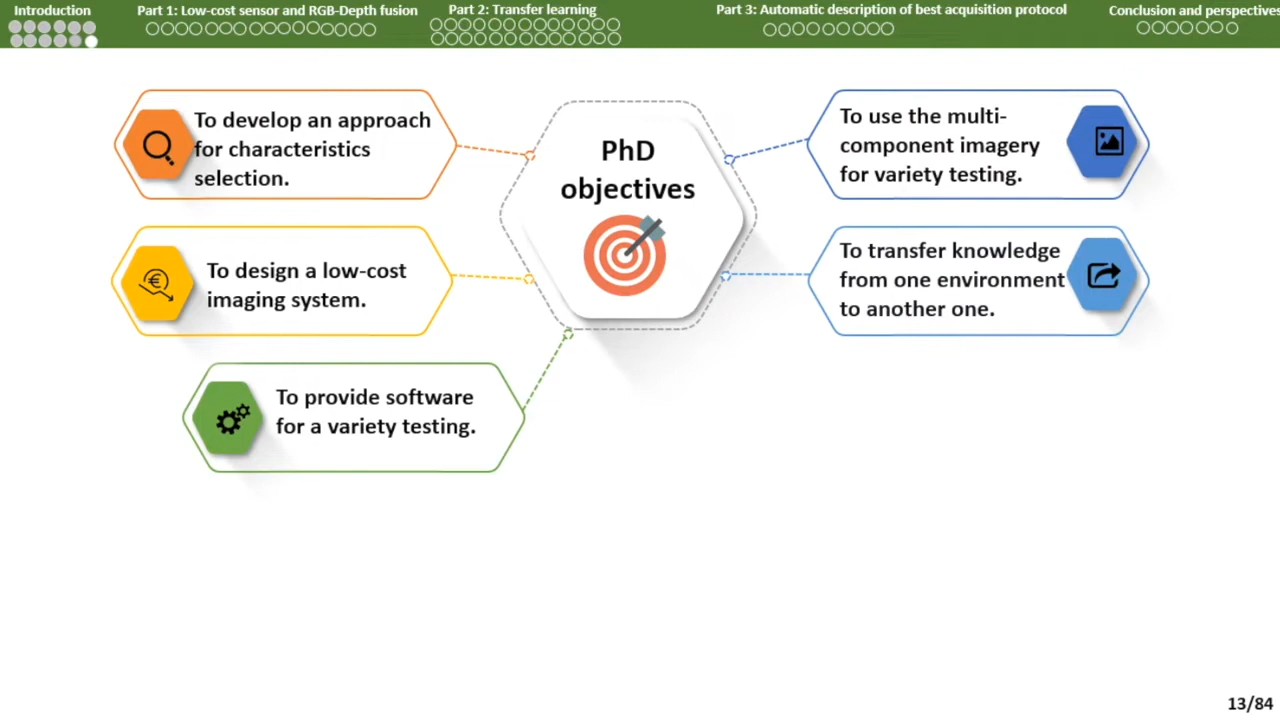 Introduction
Part 1: Low-cost sensor and RGB-Depth fusion
Part 2: Transfer learning
Part 3: Automatic description of best acquisition protocol
Conclusion and perspectives
To develop an approach
for characteristics
selection.
PhD
objectives
To use the multi-
component imagery
for variety testing.
To design a low-cost
imaging system.
To transfer knowledge
from one environment
to another one.
To provide software
for a variety testing.
13/84